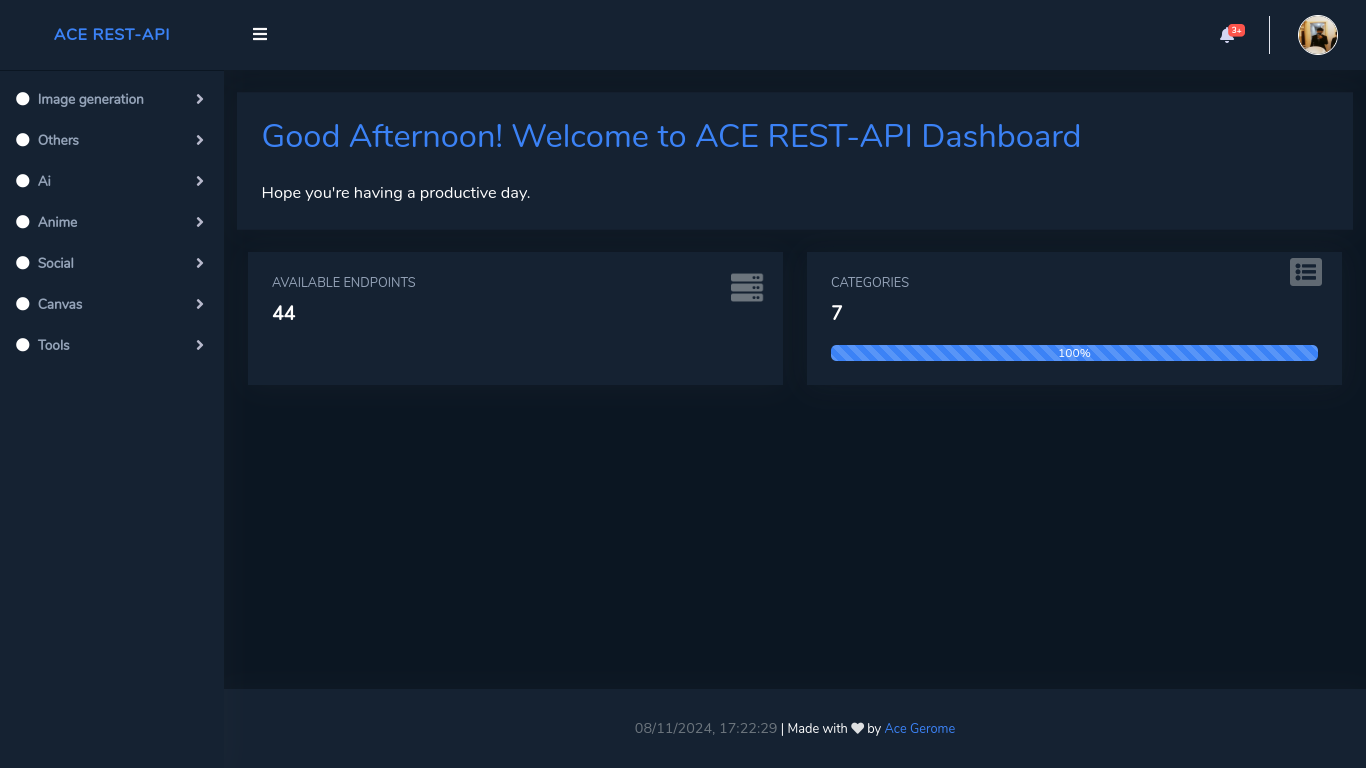 ACE REST-API
3+
Image generation
Others
Ai
Anime
Social
Canvas
Tools
Good Afternoon! Welcome to ACE REST-API Dashboard
Hope you're having a productive day.
AVAILABLE ENDPOINTS
44
CATEGORIES
7
100%
08/11/2024, 17:22:29 | Made with ❤ by Ace Gerome